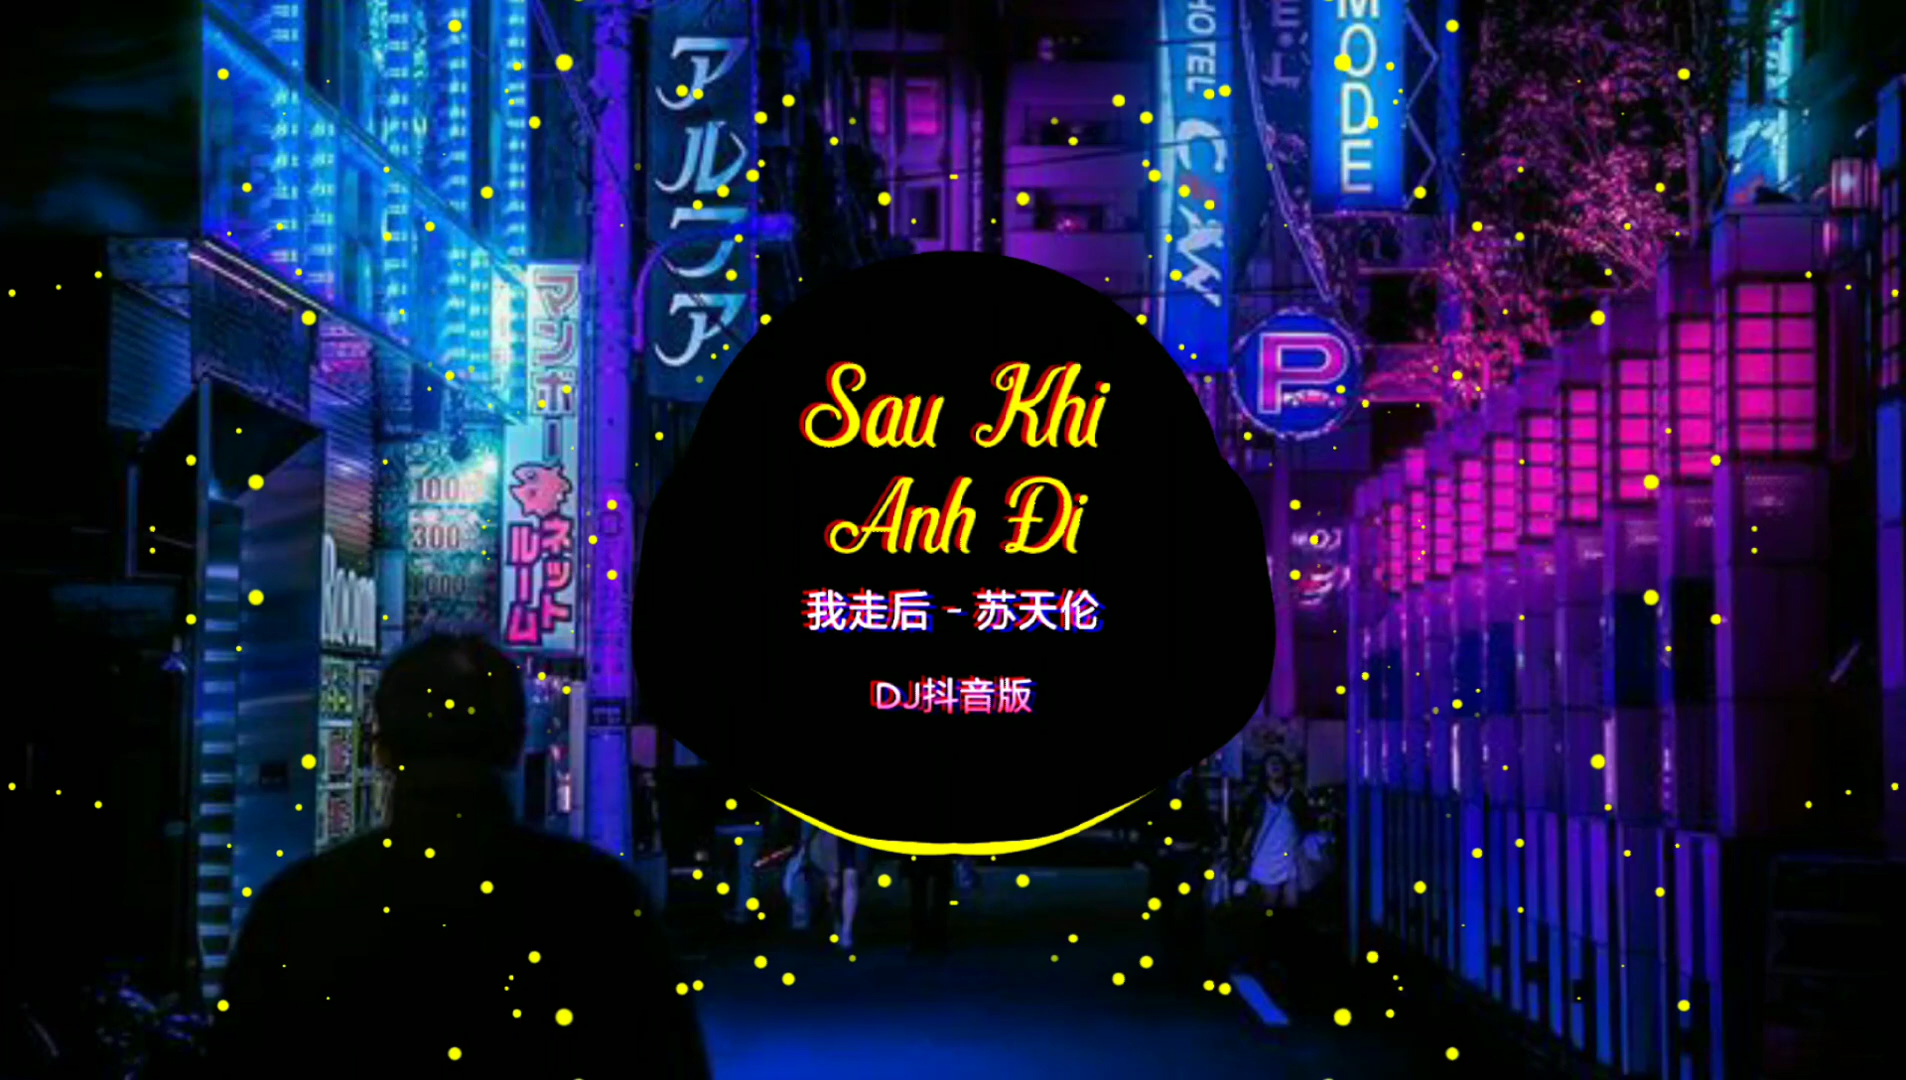 アルファ
HOTEL
MODE
マンボー
ネットルーム
P
100
300
Room
Sau Khi
Anh Đi
我走后 - 苏天伦
DJ抖音版